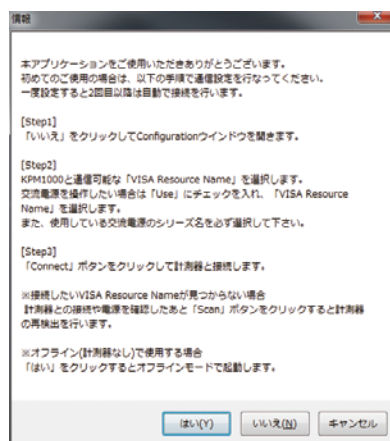 情報
本アプリケーションをご使用いただきありがとうございます。
初めてのご使用の場合は、以下の手順で通信設定を行なってください。
一度設定すると2回目以降は自動で接続を行います。
[Step1]
「いいえ」をクリックしてConfigurationウインドウを開きます。
[Step2]
KPM1000と通信可能な「VISA Resource Name」を選択します。
交流電源を操作したい場合は「Use」にチェックを入れ、「VISA Resource
Name」を選択します。
また、使用している交流電源のシリーズ名を必ず選択して下さい。
[Step3]
「Connect」ボタンをクリックして計測器と接続します。
※接続したいVISA Resource Nameが見つからない場合
計測器との接続や電源を確認したあと「Scan」ボタンをクリックすると計測器
の再検出を行います。
※オフライン(計測器なし)で使用する場合
「はい」をクリックするとオフラインモードで起動します。
はい(Y) いいえ(N) キャンセル